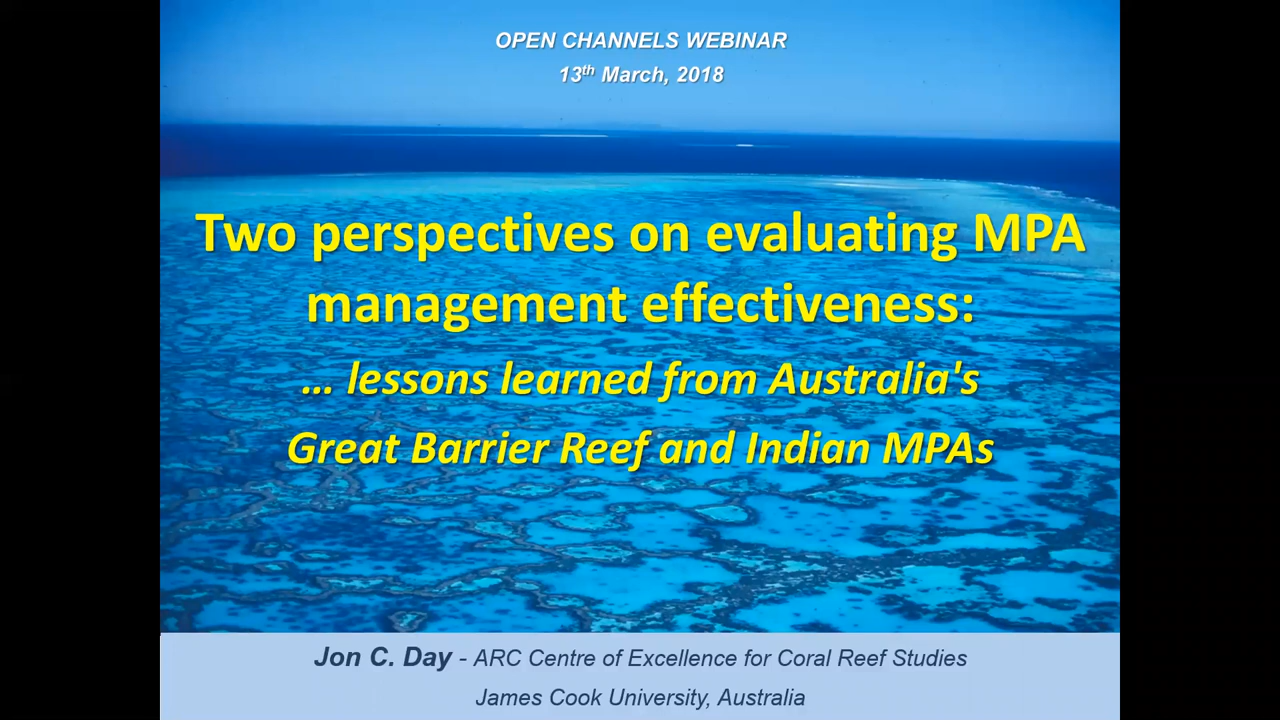 OPEN CHANNELS WEBINAR
13th March, 2018
Two perspectives on evaluating MPA
management effectiveness:
... lessons learned from Australia's
Great Barrier Reef and Indian MPAs
Jon C. Day - ARC Centre of Excellence for Coral Reef Studies
James Cook University, Australia